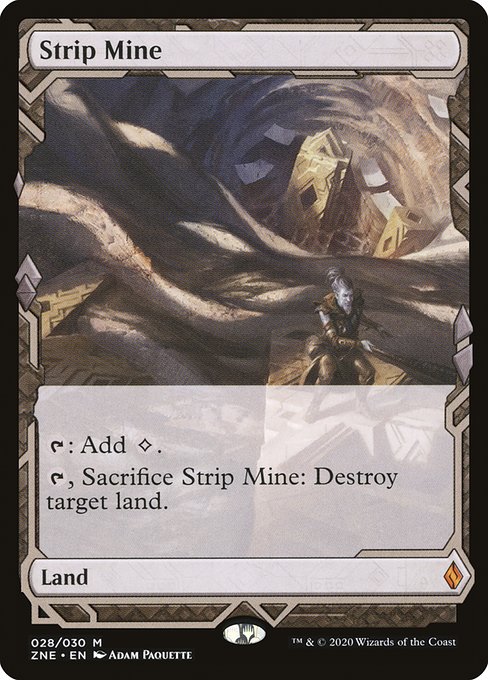 Strip Mine
: Add .
, Sacrifice Strip Mine: Destroy
target land.
Land
028/030 M
ZNE • EN Adam Paquette
™ & © 2020 Wizards of the Coast